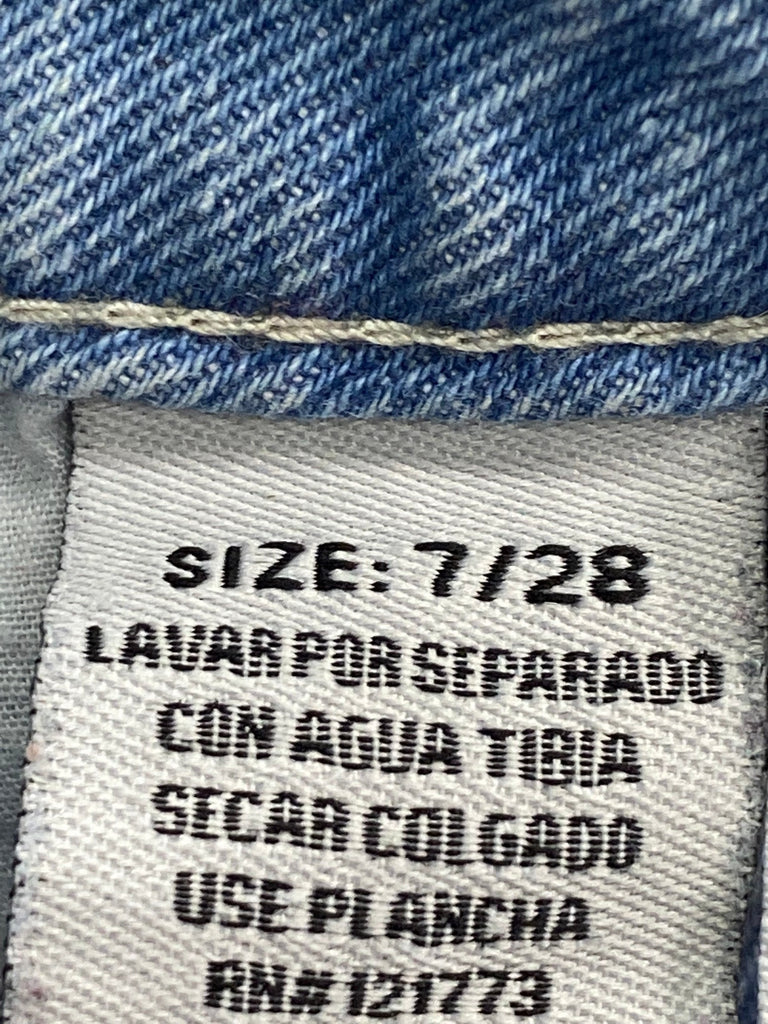 SIZE: 7/28
LAVAR POR SEPARADO
CON AGUA TIBIA
SECAR COLGADO
USE PLANCHA
RN# 121773